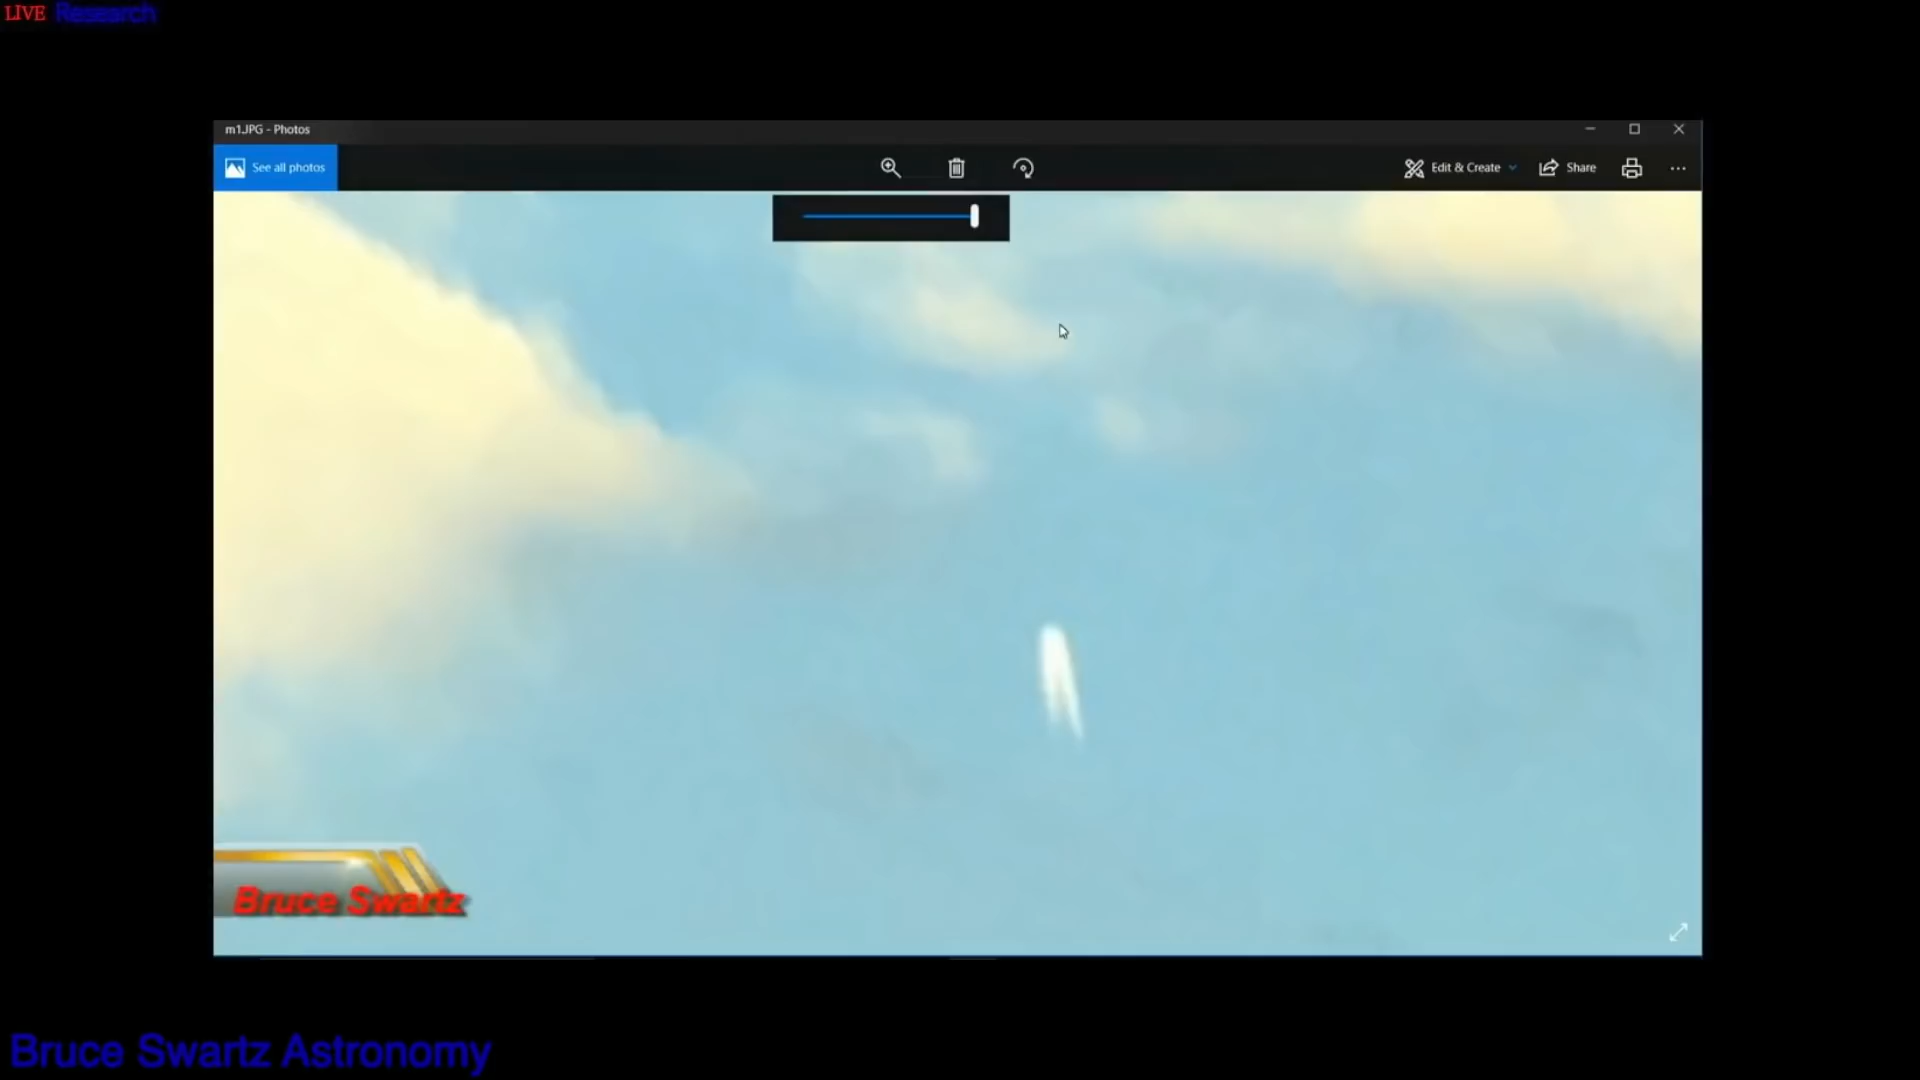 LIVE Research
m1.JPG - Photos
See all photos
Edit & Create
Share
Bruce Swartz
Bruce Swartz Astronomy